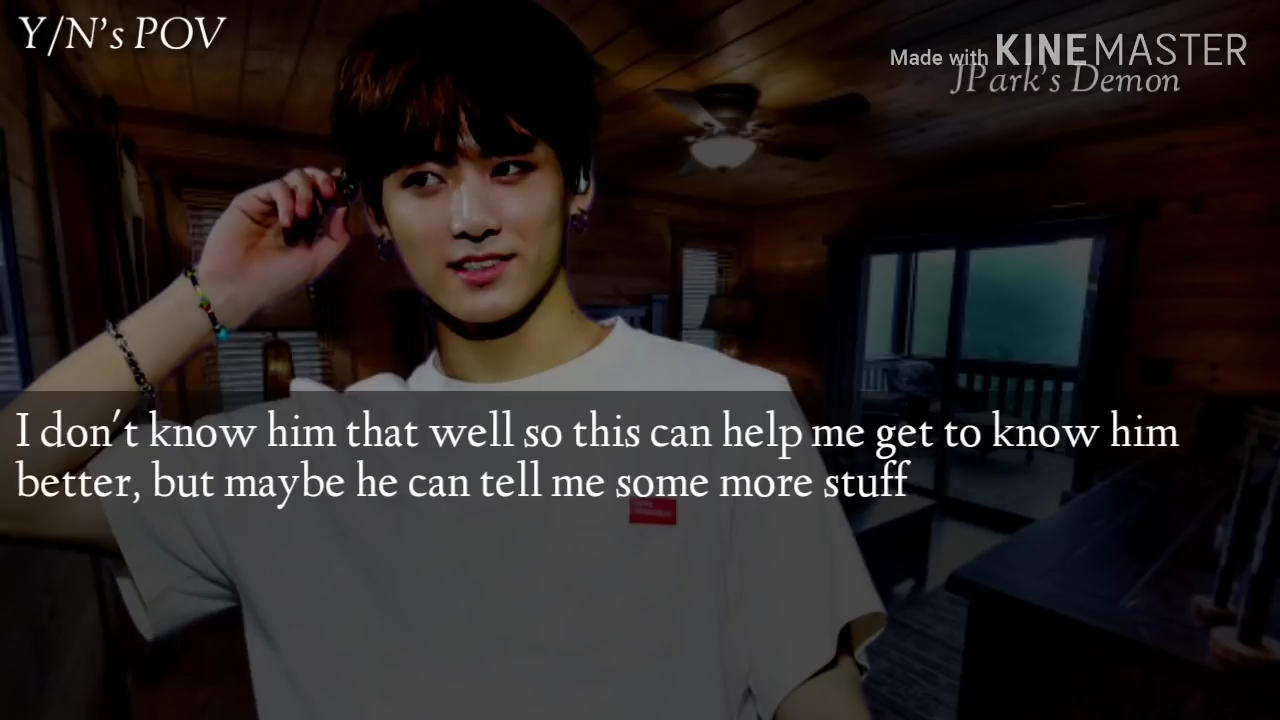 Y/N's POV
Made with KINEMASTER
JPark's Demon
I don't know him that well so this can help me get to know him
better, but maybe he can tell me some more stuff